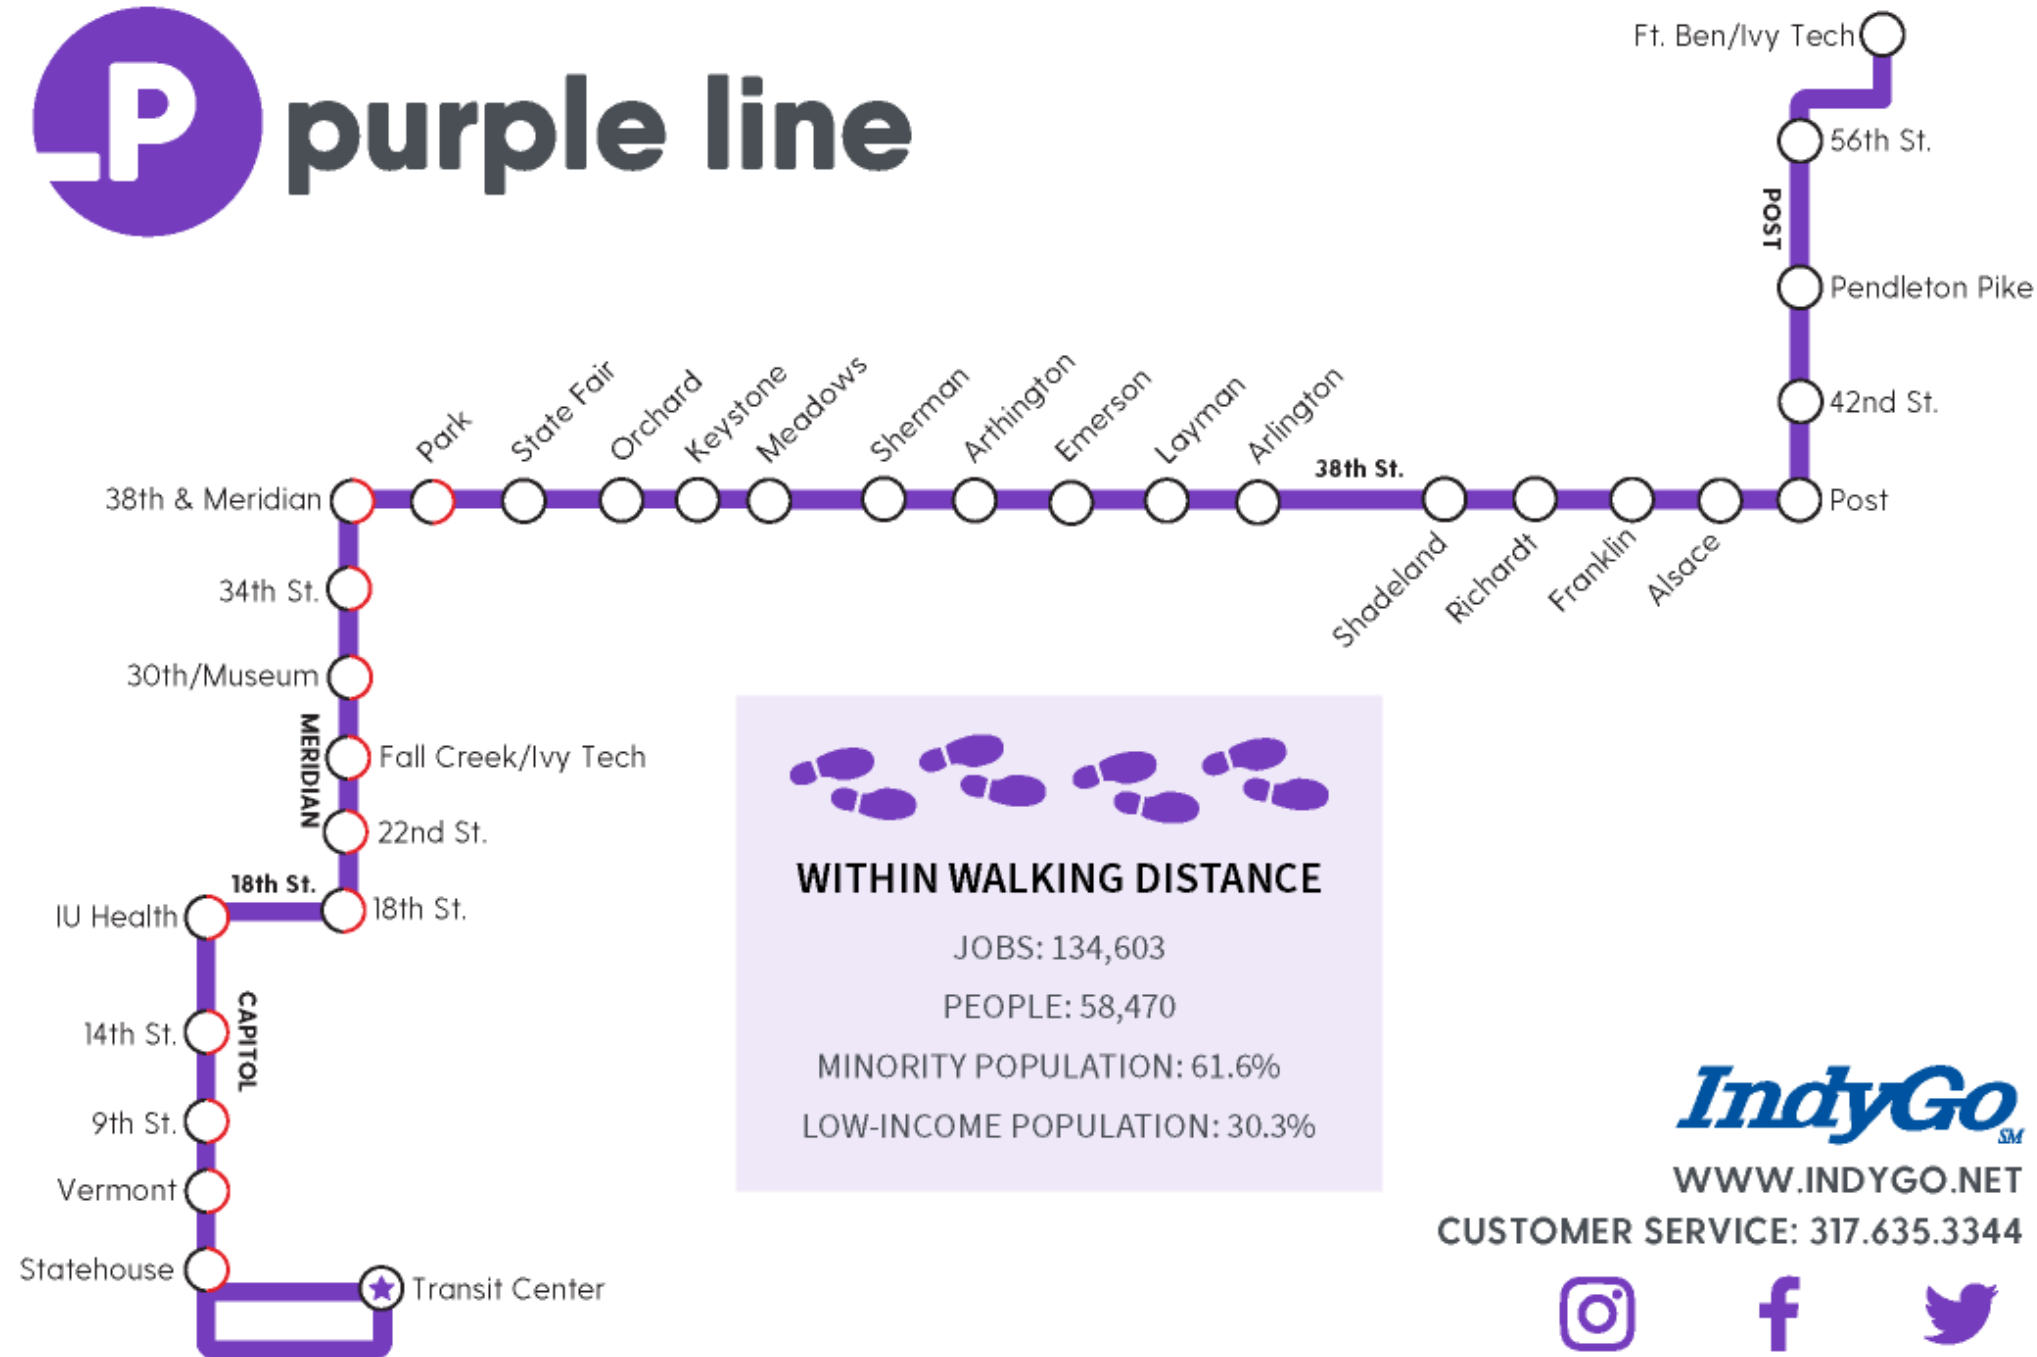 P purple line
Ft. Ben/Ivy Tech
56th St.
POST
Pendleton Pike
42nd St.
Post
Park
State Fair
Orchard
Keystone
Meadows
Sherman
Arthington
Emerson
Layman
Arlington
38th St.
Shadeland
Richardt
Franklin
Alsace
38th & Meridian
34th St.
30th/Museum
MERIDIAN
Fall Creek/Ivy Tech
22nd St.
18th St.
18th St.
IU Health
CAPITOL
14th St.
9th St.
Vermont
Statehouse
Transit Center
WITHIN WALKING DISTANCE
JOBS: 134,603
PEOPLE: 58,470
MINORITY POPULATION: 61.6%
LOW-INCOME POPULATION: 30.3%
IndyGo SM
WWW.INDYGO.NET
CUSTOMER SERVICE: 317.635.3344